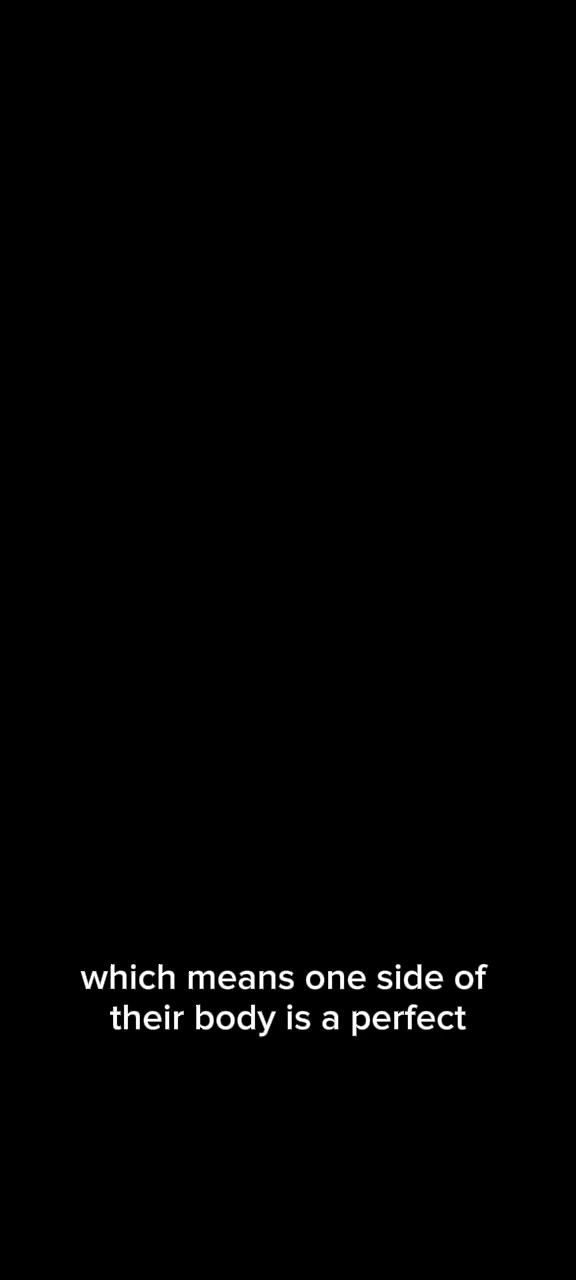 which means one side of
their body is a perfect